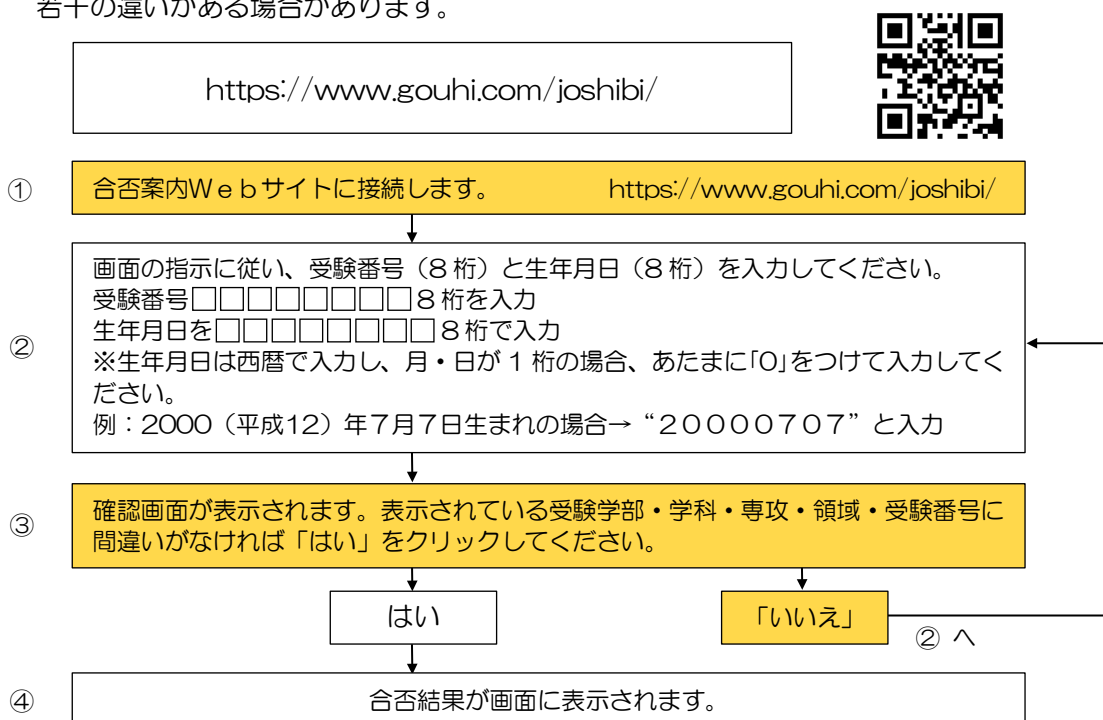 若干の違いがある場合があります。
https://www.gouhi.com/joshibi/
① 合否案内Ｗｅｂサイトに接続します。 https://www.gouhi.com/joshibi/
画面の指示に従い、受験番号（8 桁）と生年月日（8 桁）を入力してください。
受験番号□□□□□□□□8 桁を入力
生年月日を□□□□□□□□8 桁で入力
②
※生年月日は西暦で入力し、月・日が 1 桁の場合、あたまに「0」をつけて入力してく
ださい。
例：2000（平成12）年７月７日生まれの場合→“２００００７０７”と入力
③
確認画面が表示されます。表示されている受験学部・学科・専攻・領域・受験番号に
間違いがなければ「はい」をクリックしてください。
はい 「いいえ」
② へ
④ 合否結果が画面に表示されます。